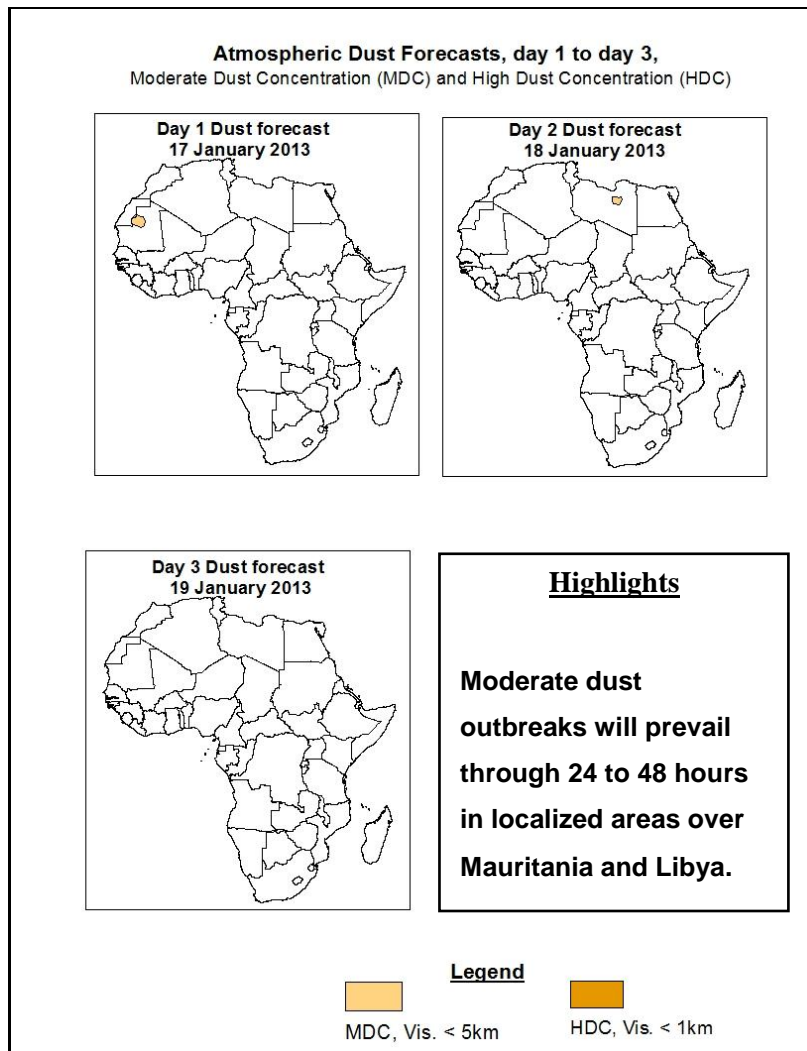 Atmospheric Dust Forecasts, day 1 to day 3,
Moderate Dust Concentration (MDC) and High Dust Concentration (HDC)
Day 1 Dust forecast
17 January 2013
Day 2 Dust forecast
18 January 2013
Day 3 Dust forecast
19 January 2013
Highlights
Moderate dust
outbreaks will prevail
through 24 to 48 hours
in localized areas over
Mauritania and Libya.
Legend
MDC, Vis. < 5km
HDC, Vis. < 1km